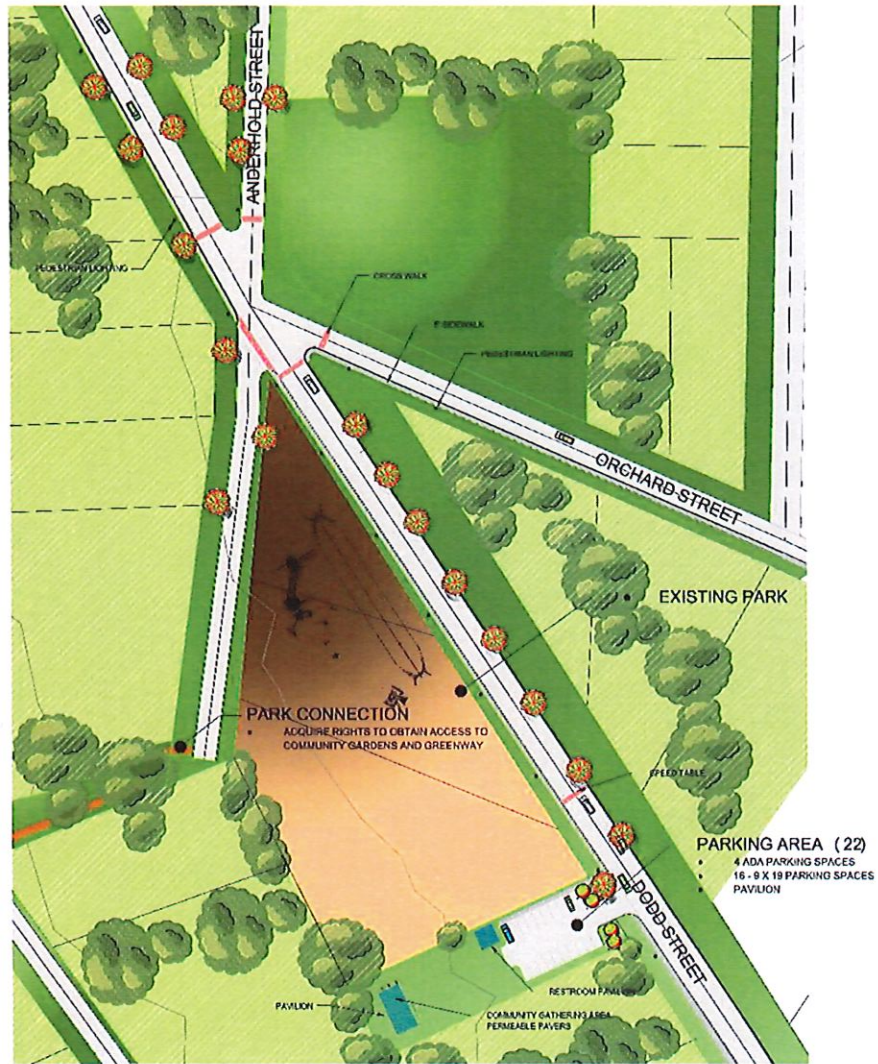 ANDERHOLD STREET
PEDESTRIAN LIGHTING
CROSS WALK
5' SIDEWALK
PEDESTRIAN LIGHTING
ORCHARD STREET
EXISTING PARK
PARK CONNECTION
• ACQUIRE RIGHTS TO OBTAIN ACCESS TO
COMMUNITY GARDENS AND GREENWAY
SPEED TABLE
PARKING AREA (22)
• 4 ADA PARKING SPACES
• 16 - 9 X 19 PARKING SPACES
• PAVILION
DODD STREET
RESTROOM PAVILION
PAVILION
COMMUNITY GATHERING AREA
PERMEABLE PAVERS